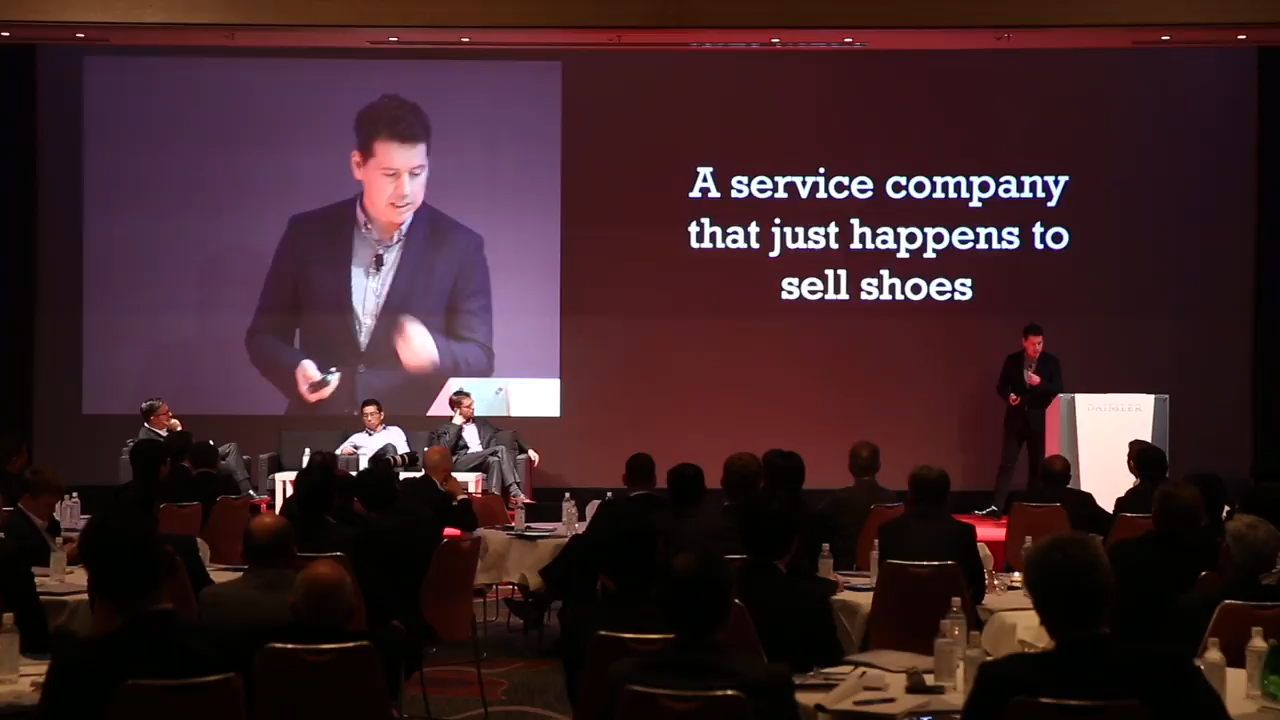 A service company
that just happens to
sell shoes
DAIMLER